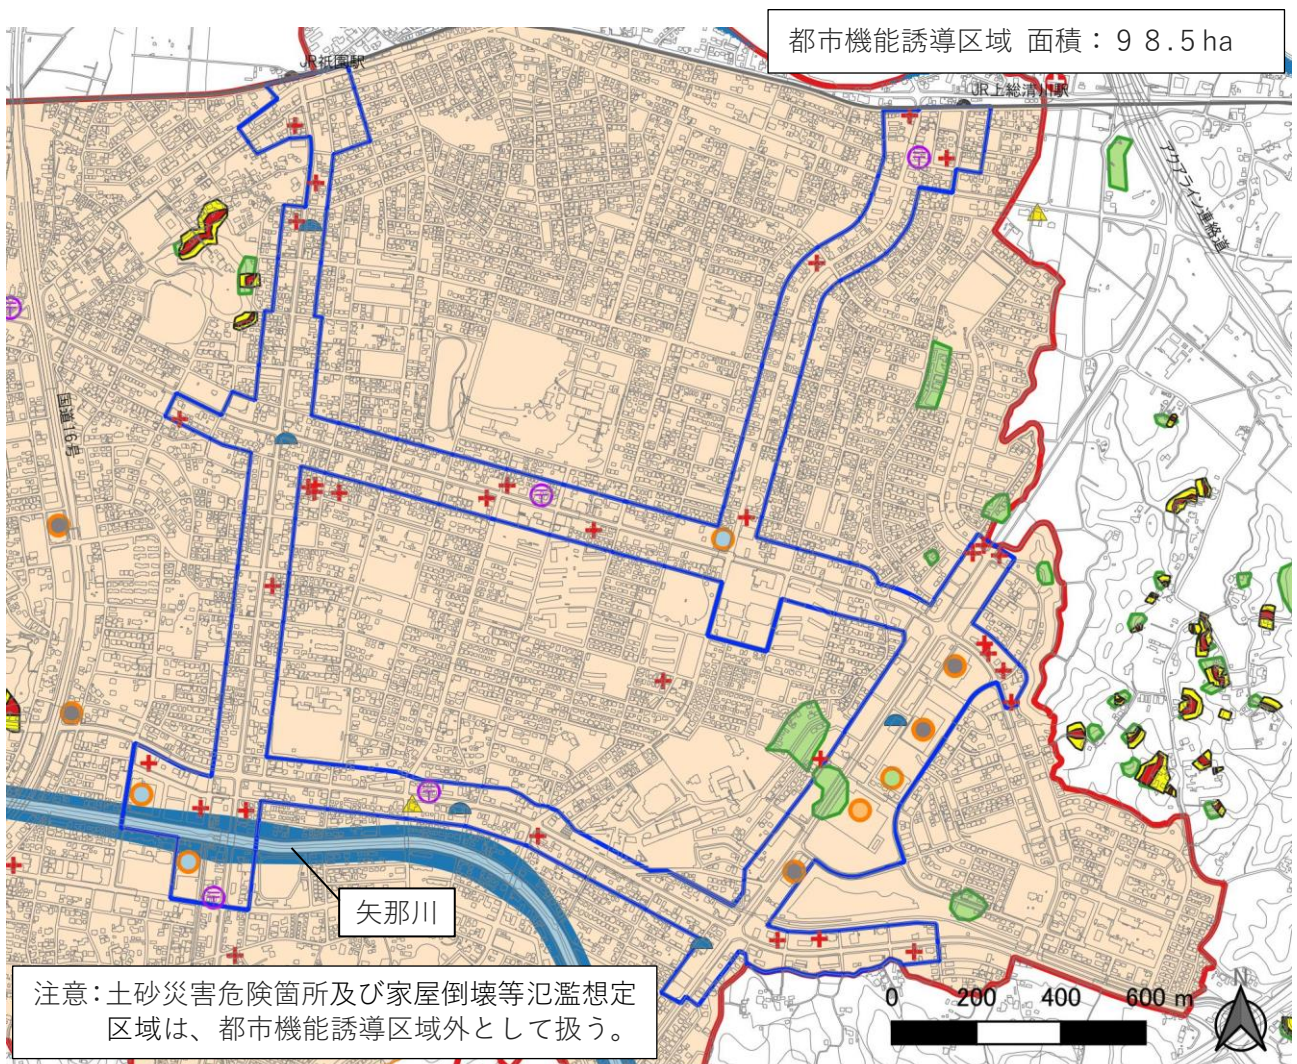 都市機能誘導区域 面積：９８.５ha
JR祇園駅
JR上総清川駅
アクアライン連絡道
国道16号
矢那川
注意：土砂災害危険箇所及び家屋倒壊等氾濫想定
区域は、都市機能誘導区域外として扱う。
0 200 400 600 m
N